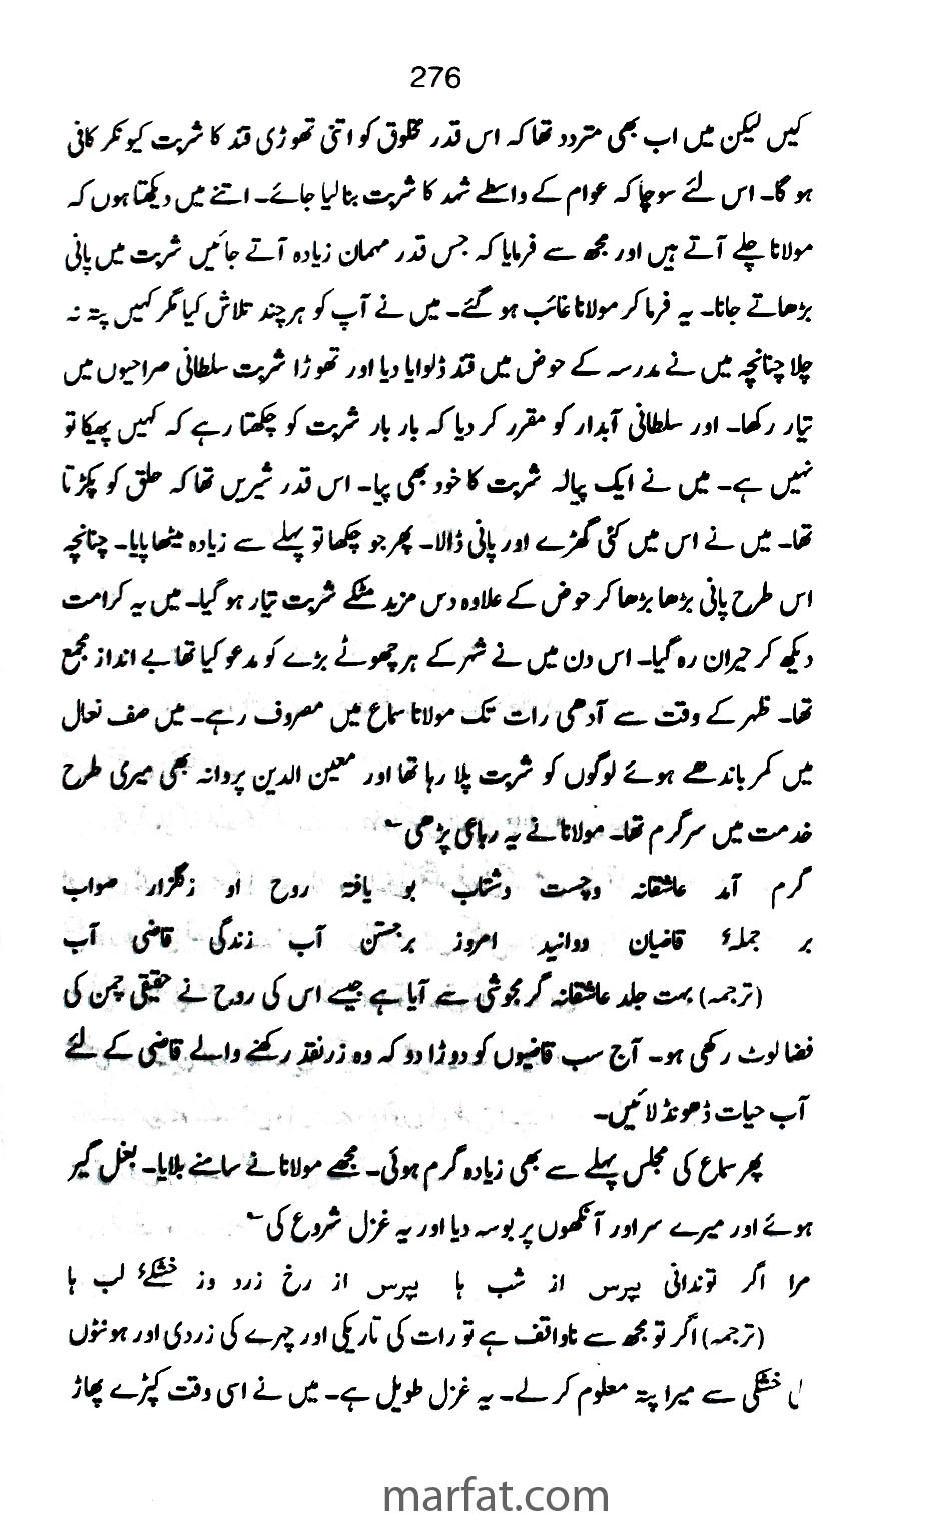 276
کیں لیکن میں اب بھی متردد تھا کہ اس قدر مخلوق کو اتنی تھوڑی قند کا شربت کیونکر کافی
ہو گا۔ اس لئے سوچا کہ عوام کے واسطے شہد کا شربت بنا لیا جائے۔ اتنے میں دیکھتا ہوں کہ
مولانا چلے آتے ہیں اور مجھ سے فرمایا کہ جس قدر مہمان زیادہ آتے جائیں شربت میں پانی
بڑھاتے جانا۔ یہ فرما کر مولانا غائب ہو گئے۔ میں نے آپ کو ہرچند تلاش کیا مگر کہیں پتہ نہ
چلا چنانچہ میں نے مدرسہ کے حوض میں قند ڈلوایا دیا اور تھوڑا شربت سلطانی صراحیوں میں
تیار رکھا۔ اور سلطانی آبدار کو مقرر کر دیا کہ بار بار شربت کو چکھتا رہے کہ کہیں پھیکا تو
نہیں ہے۔ میں نے ایک پیالہ شربت کا خود بھی پیا۔ اس قدر شیریں تھا کہ حلق کو پکڑتا
تھا۔ میں نے اس میں کئی گھڑے اور پانی ڈالا۔ پھر جو چکھا تو پہلے سے زیادہ میٹھا پایا۔ چنانچہ
اس طرح پانی بڑھا بڑھا کر حوض کے علاوہ دس مزید مٹکے شربت تیار ہو گیا۔ میں یہ کرامت
دیکھ کر حیران رہ گیا۔ اس دن میں نے شہر کے ہر چھوٹے بڑے کو مدعو کیا تھا بے انداز مجمع
تھا۔ ظہر کے وقت سے آدھی رات تک مولانا سماع میں مصروف رہے۔ میں صف نعال
میں کمر باندھے ہوئے لوگوں کو شربت پلا رہا تھا اور معین الدین پروانہ بھی میری طرح
خدمت میں سرگرم تھا۔ مولانا نے یہ رباعی پڑھی؎
گرم آمد عاشقانہ وچست وشتاب بو یافتہ روح او زگلزار صواب
بر جملۂ قاضیان دوانید امروز برجستن آب زندگی قاضی آب
(ترجمہ) بہت جلد عاشقانہ گرمجوشی سے آیا ہے جیسے اس کی روح نے حقیقی چمن کی
فضا لوٹ رکھی ہو۔ آج سب قاضیوں کو دوڑا دو کہ وہ زرنقد رکھنے والے قاضی کے لئے
آب حیات ڈھونڈ لائیں۔
پھر سماع کی مجلس پہلے سے بھی زیادہ گرم ہوئی۔ مجھے مولانا نے سامنے بلایا۔ بغل گیر
ہوئے اور میرے سر اور آنکھوں پر بوسہ دیا اور یہ غزل شروع کی؎
مرا اگر توندانی بپرس از شب ہا بپرس از رخ زرد وز خشکیٔ لب ہا
(ترجمہ) اگر تو مجھ سے ناواقف ہے تو رات کی تاریکی اور چہرے کی زردی اور ہونٹوں
خشکی سے میرا پتہ معلوم کر لے۔ یہ غزل طویل ہے۔ میں نے اسی وقت کپڑے پھاڑ
marfat.com